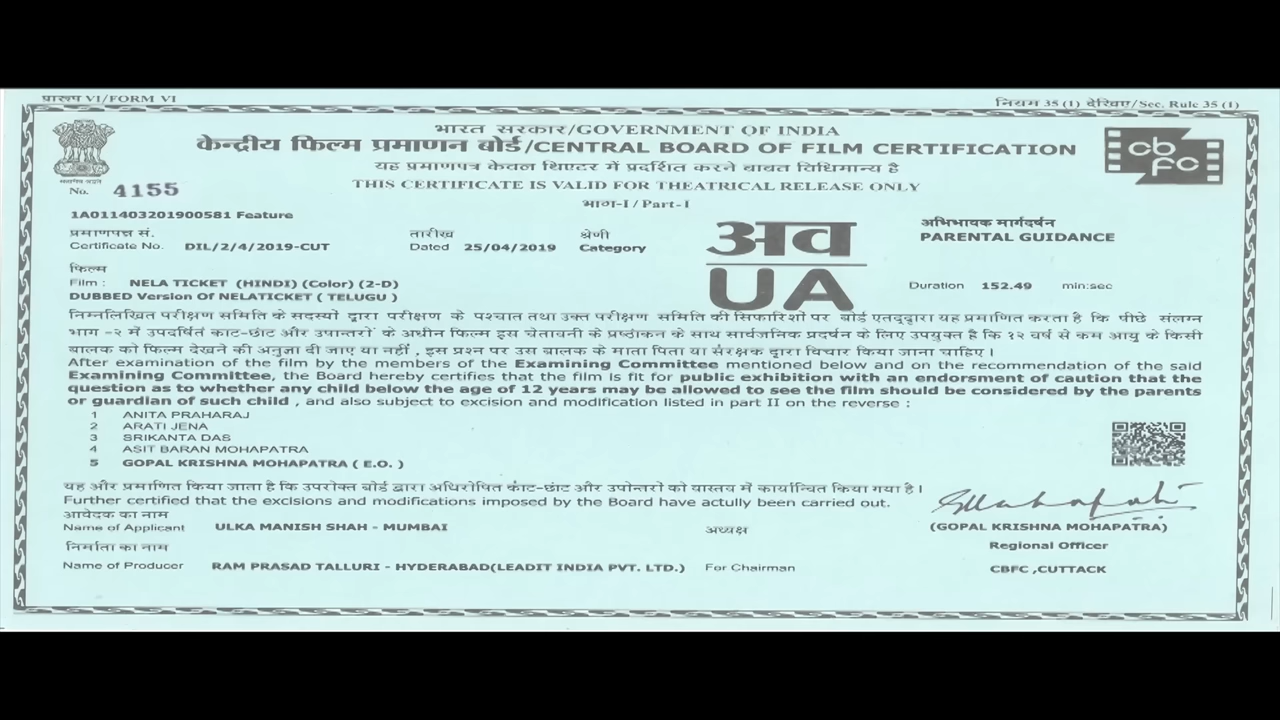 प्रारूप VI/FORM VI
नियम 35 (1) देखिए/Sec. Rule 35 (1)
भारत सरकार/GOVERNMENT OF INDIA
केन्द्रीय फिल्म प्रमाणन बोर्ड/CENTRAL BOARD OF FILM CERTIFICATION
cb fc
यह प्रमाणपत्र केवल थिएटर में प्रदर्शित करने बाबत विधिमान्य है
सत्यमेव जयते
No. 4155
THIS CERTIFICATE IS VALID FOR THEATRICAL RELEASE ONLY
भाग-I / Part-I
1A011403201900581 Feature
प्रमाणपत्र सं. तारीख श्रेणी
Certificate No. DIL/2/4/2019-CUT Dated 25/04/2019 Category
अव
UA
अभिभावक मार्गदर्षन
PARENTAL GUIDANCE
फिल्म
Film : NELA TICKET (HINDI) (Color) (2-D)
DUBBED Version OF NELATICKET ( TELUGU )
Duration 152.49 min:sec
निम्नलिखित परीक्षण समिति के सदस्यों द्वारा परीक्षण के पश्चात तथा उक्त परीक्षण समिति की सिफारिशों पर बोर्ड एतद्द्वारा यह प्रमाणित करता है कि पीछे संलग्न
भाग -२ में उपदर्षित काट-छांट और उपान्तरों के अधीन फिल्म इस चेतावनी के प्रष्ठांकन के साथ सार्वजनिक प्रदर्षन के लिए उपयुक्त है कि १२ वर्ष से कम आयु के किसी
बालक को फिल्म देखने की अनुज्ञा दी जाए या नहीं , इस प्रश्न पर उस बालक के माता पिता या संरक्षक द्वारा विचार किया जाना चाहिए ।
After examination of the film by the members of the Examining Committee mentioned below and on the recommendation of the said
Examining Committee, the Board hereby certifies that the film is fit for public exhibition with an endorsment of caution that the
question as to whether any child below the age of 12 years may be allowed to see the film should be considered by the parents
or guardian of such child , and also subject to excision and modification listed in part II on the reverse :
1 ANITA PRAHARAJ
2 ARATI JENA
3 SRIKANTA DAS
4 ASIT BARAN MOHAPATRA
5 GOPAL KRISHNA MOHAPATRA ( E.O. )
यह और प्रमाणित किया जाता है कि उपरोक्त बोर्ड द्वारा अधिरोपित कांट-छांट और उपोन्तरों को वास्तव में कार्यान्वित किया गया है ।
Further certified that the excisions and modifications imposed by the Board have actully been carried out.
आवेदक का नाम
Name of Applicant ULKA MANISH SHAH - MUMBAI
अध्यक्ष
(GOPAL KRISHNA MOHAPATRA)
Regional Officer
निर्माता का नाम
Name of Producer RAM PRASAD TALLURI - HYDERABAD(LEADIT INDIA PVT. LTD.) For Chairman
CBFC ,CUTTACK